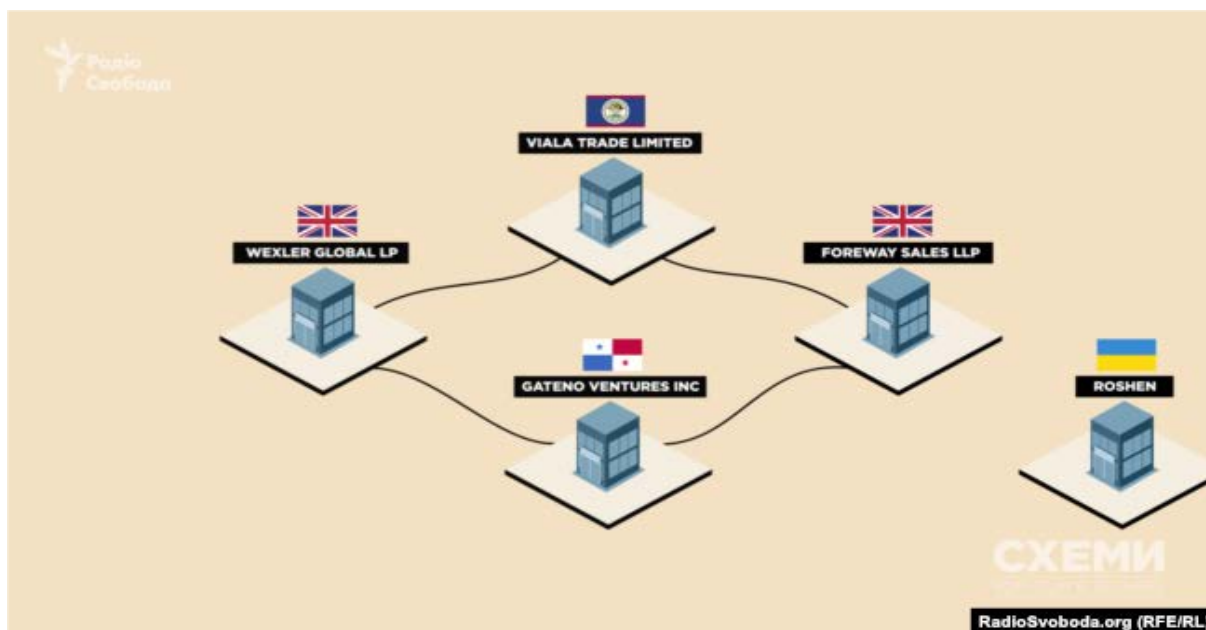 Радіо
Свобода
VIALA TRADE LIMITED
WEXLER GLOBAL LP
FOREWAY SALES LLP
GATENO VENTURES INC
ROSHEN
СХЕМИ
RadioSvoboda.org (RFE/RL